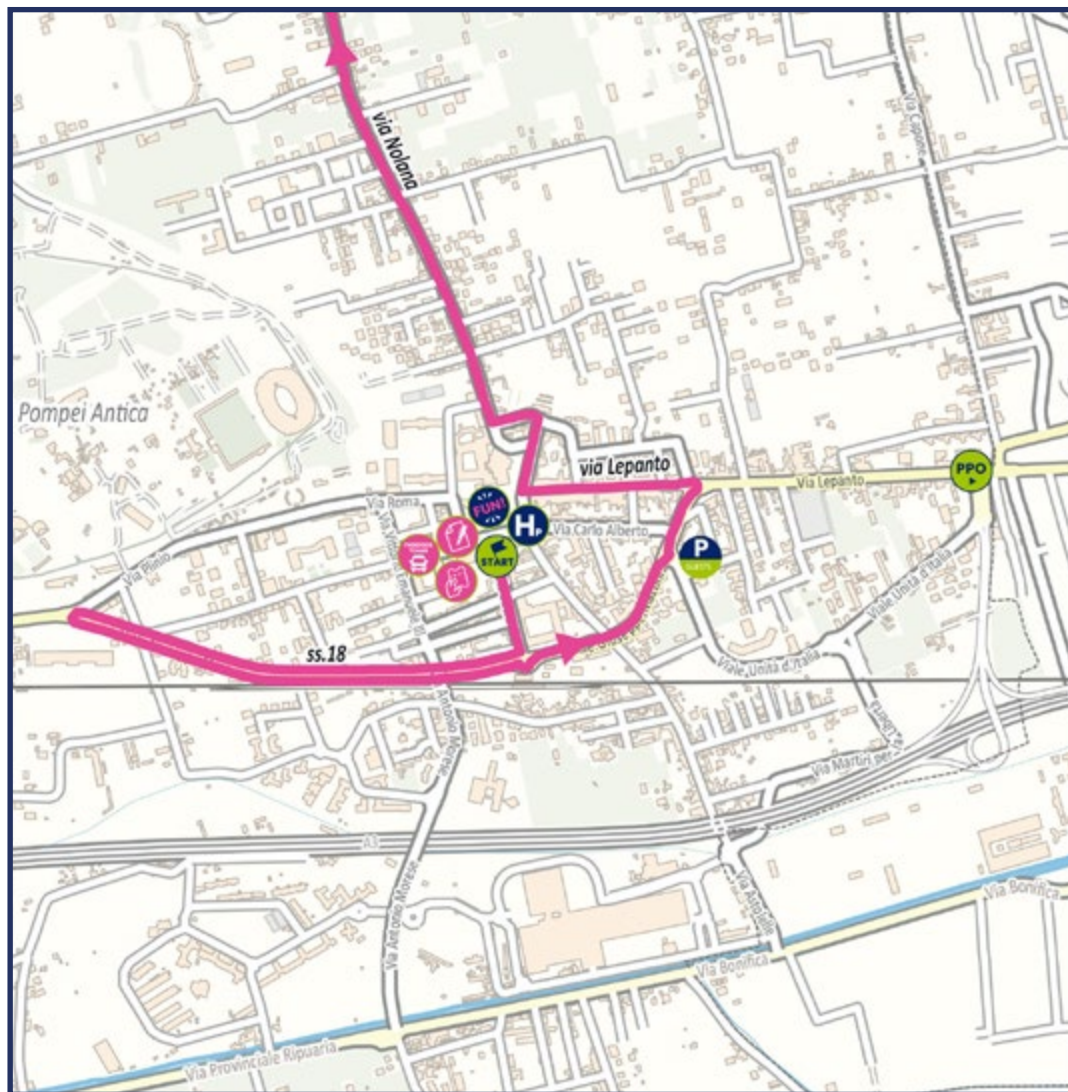 via Nolana
Via Capone
Pompei Antica
via Lepanto
Via Lepanto
PPO
Via Roma
FUN!
H
P
Via Carlo Alberto
START
P
GUESTS
Via Plinio
Viale Unità d'Italia
ss.18
Viale Unità d'Italia
Via Martiri per
la Libertà
A3
Via Antonio Morese
Via Astolelle
Via Bonifica
Via Bonifica
Via Provinciale Ripuaria